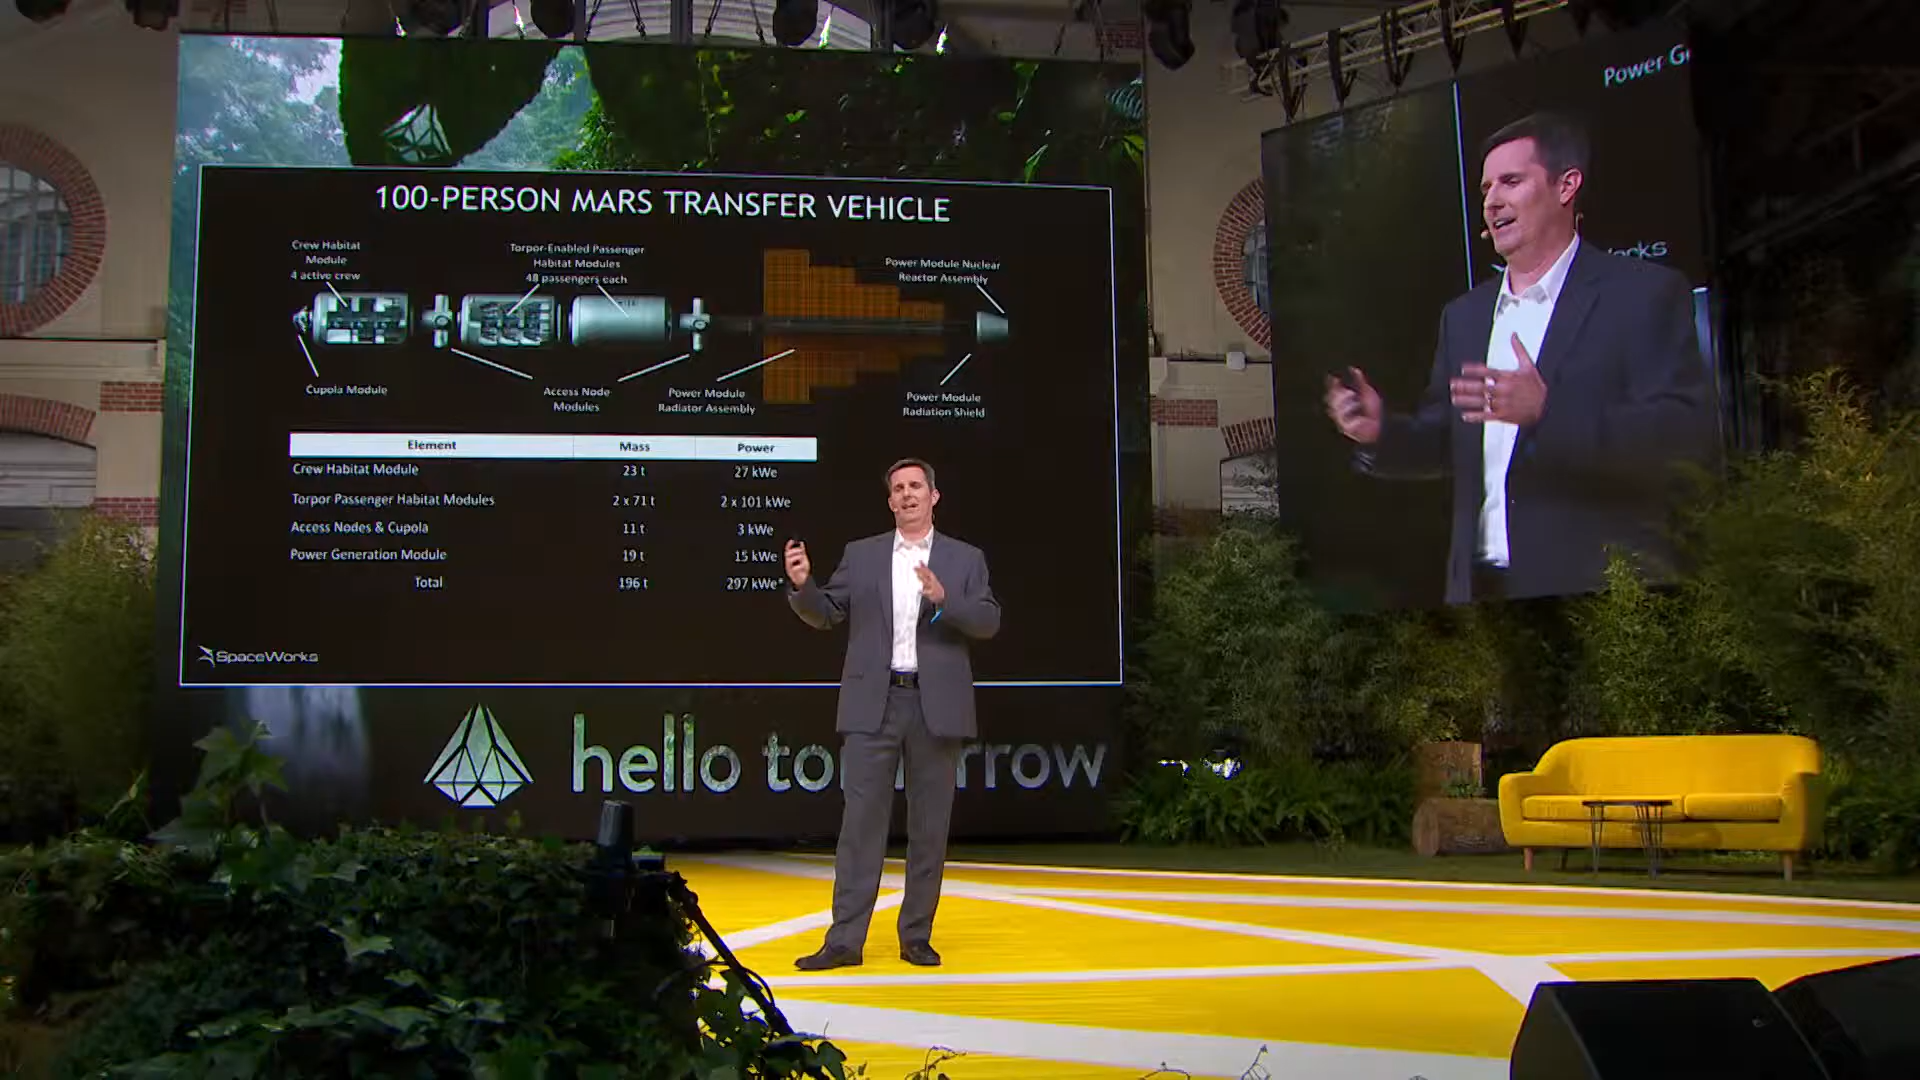 100-PERSON MARS TRANSFER VEHICLE
Crew Habitat
Module
4 active crew
Torpor-Enabled Passenger
Habitat Modules
48 passengers each
Power Module Nuclear
Reactor Assembly
Cupola Module
Access Node
Modules
Power Module
Radiator Assembly
Power Module
Radiation Shield
Element Mass Power
Crew Habitat Module 23 t 27 kWe
Torpor Passenger Habitat Modules 2 x 71 t 2 x 101 kWe
Access Nodes & Cupola 11 t 3 kWe
Power Generation Module 19 t 15 kWe
Total 196 t 297 kWe*
SpaceWorks
hello
Power